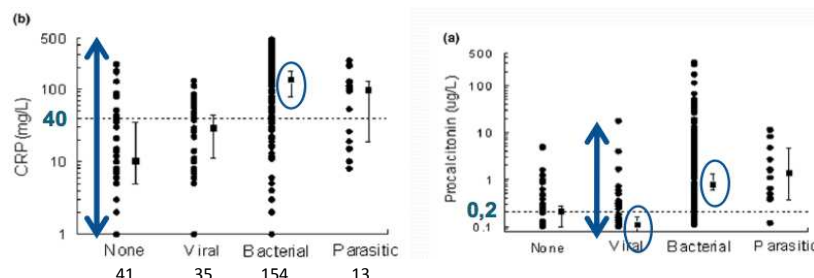 (b)
500
100
40
10
1
CRP (mg/L)
None Viral Bacterial Parasitic
41 35 154 13
(a)
500
100
10
1
0,2
0.1
Procalcitonin (ug/L)
None Viral Bacterial Parasitic